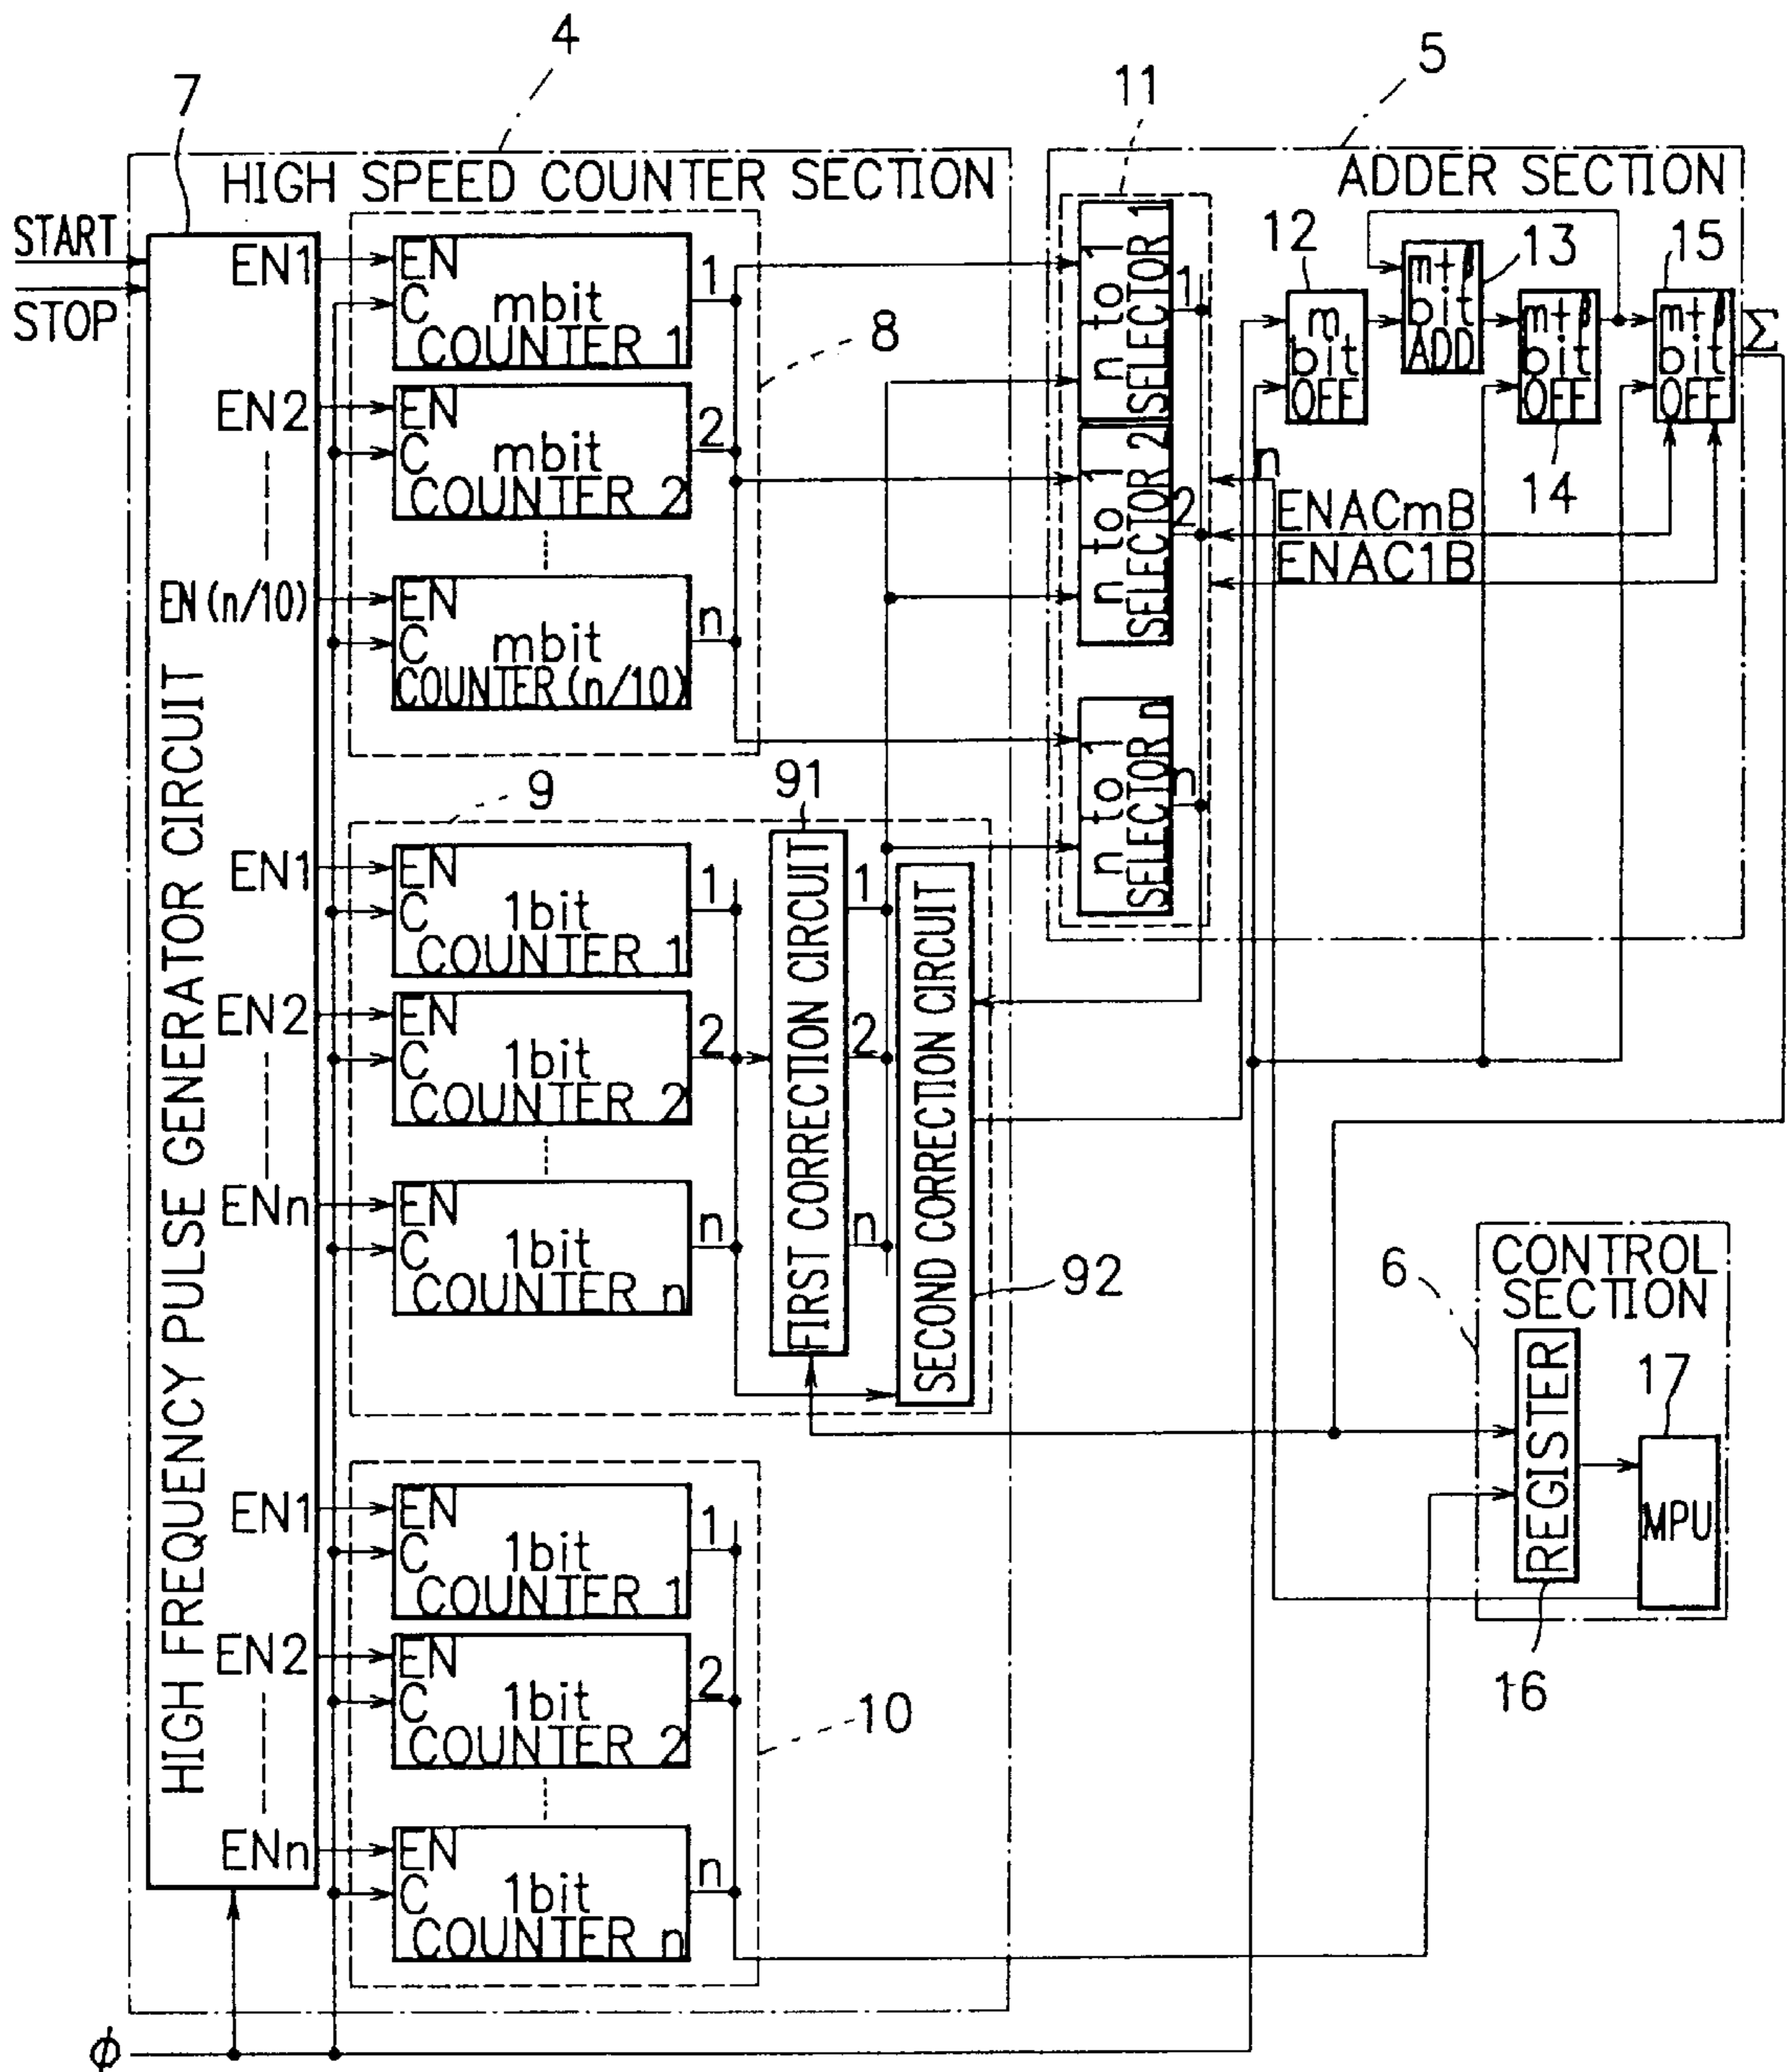 4
7
HIGH SPEED COUNTER SECTION
START
STOP
HIGH FREQUENCY PULSE GENERATOR CIRCUIT
EN1
EN
C
mbit
COUNTER 1
1
EN2
EN
C
mbit
COUNTER 2
2
EN(n/10)
EN
C
mbit
COUNTER(n/10)
n
8
9
EN1
EN
C
1bit
COUNTER 1
1
EN2
EN
C
1bit
COUNTER 2
2
ENn
EN
C
1bit
COUNTER n
n
91
FIRST CORRECTION CIRCUIT
1
2
n
SECOND CORRECTION CIRCUIT
92
EN1
EN
C
1bit
COUNTER 1
1
EN2
EN
C
1bit
COUNTER 2
2
ENn
EN
C
1bit
COUNTER n
n
10
ϕ
5
11
ADDER SECTION
n to 1
SELECTOR 1
1
n to 1
SELECTOR 2
2
n to 1
SELECTOR n
n
12
m
bit
OFF
13
m+β
bit
ADD
m+β
bit
OFF
14
15
m+β
bit
OFF
Σ
n
ENACmB
ENAC1B
6
CONTROL
SECTION
REGISTER
16
17
MPU